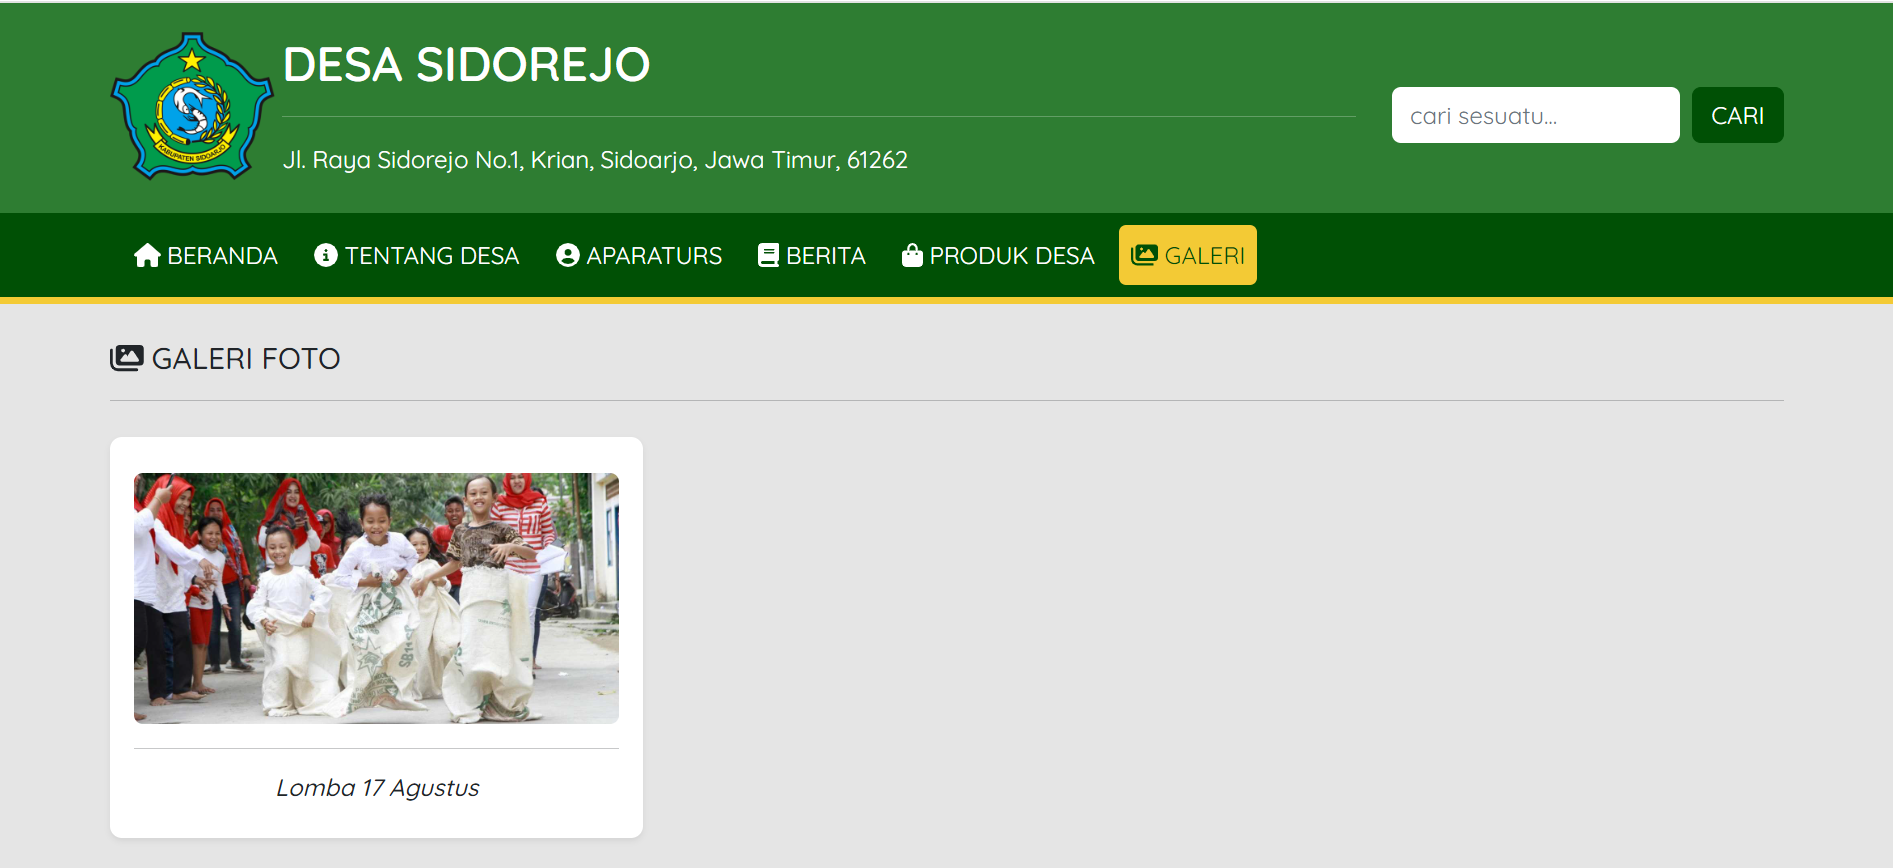 DESA SIDOREJO
KABUPATEN SIDOARJO
Jl. Raya Sidorejo No.1, Krian, Sidoarjo, Jawa Timur, 61262
cari sesuatu...
CARI
BERANDA
TENTANG DESA
APARATURS
BERITA
PRODUK DESA
GALERI
GALERI FOTO
Lomba 17 Agustus